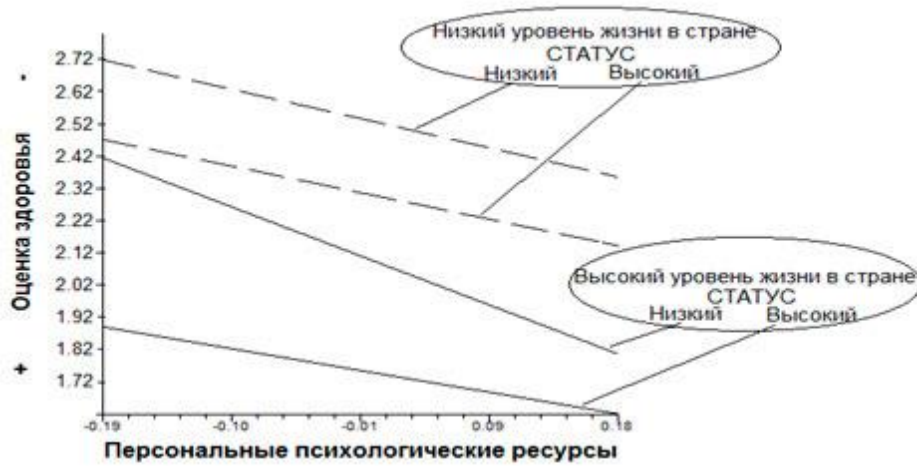 Низкий уровень жизни в стране
СТАТУС
Низкий Высокий
- Оценка здоровья +
2.72
2.62
2.52
2.42
2.32
2.22
2.12
2.02
1.92
1.82
1.72
Высокий уровень жизни в стране
СТАТУС
Низкий Высокий
-0.19 -0.10 -0.01 0.09 0.18
Персональные психологические ресурсы